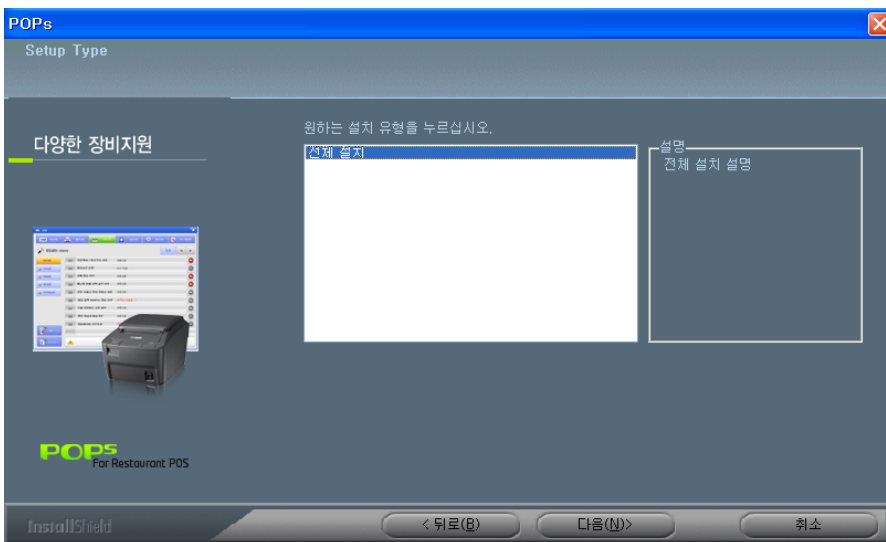 POPs
Setup Type
다양한 장비지원
원하는 설치 유형을 누르십시오.
전체 설치
설명
전체 설치 설명
POPs
For Restaurant POS
InstallShield
< 뒤로(B)
다음(N)>
취소